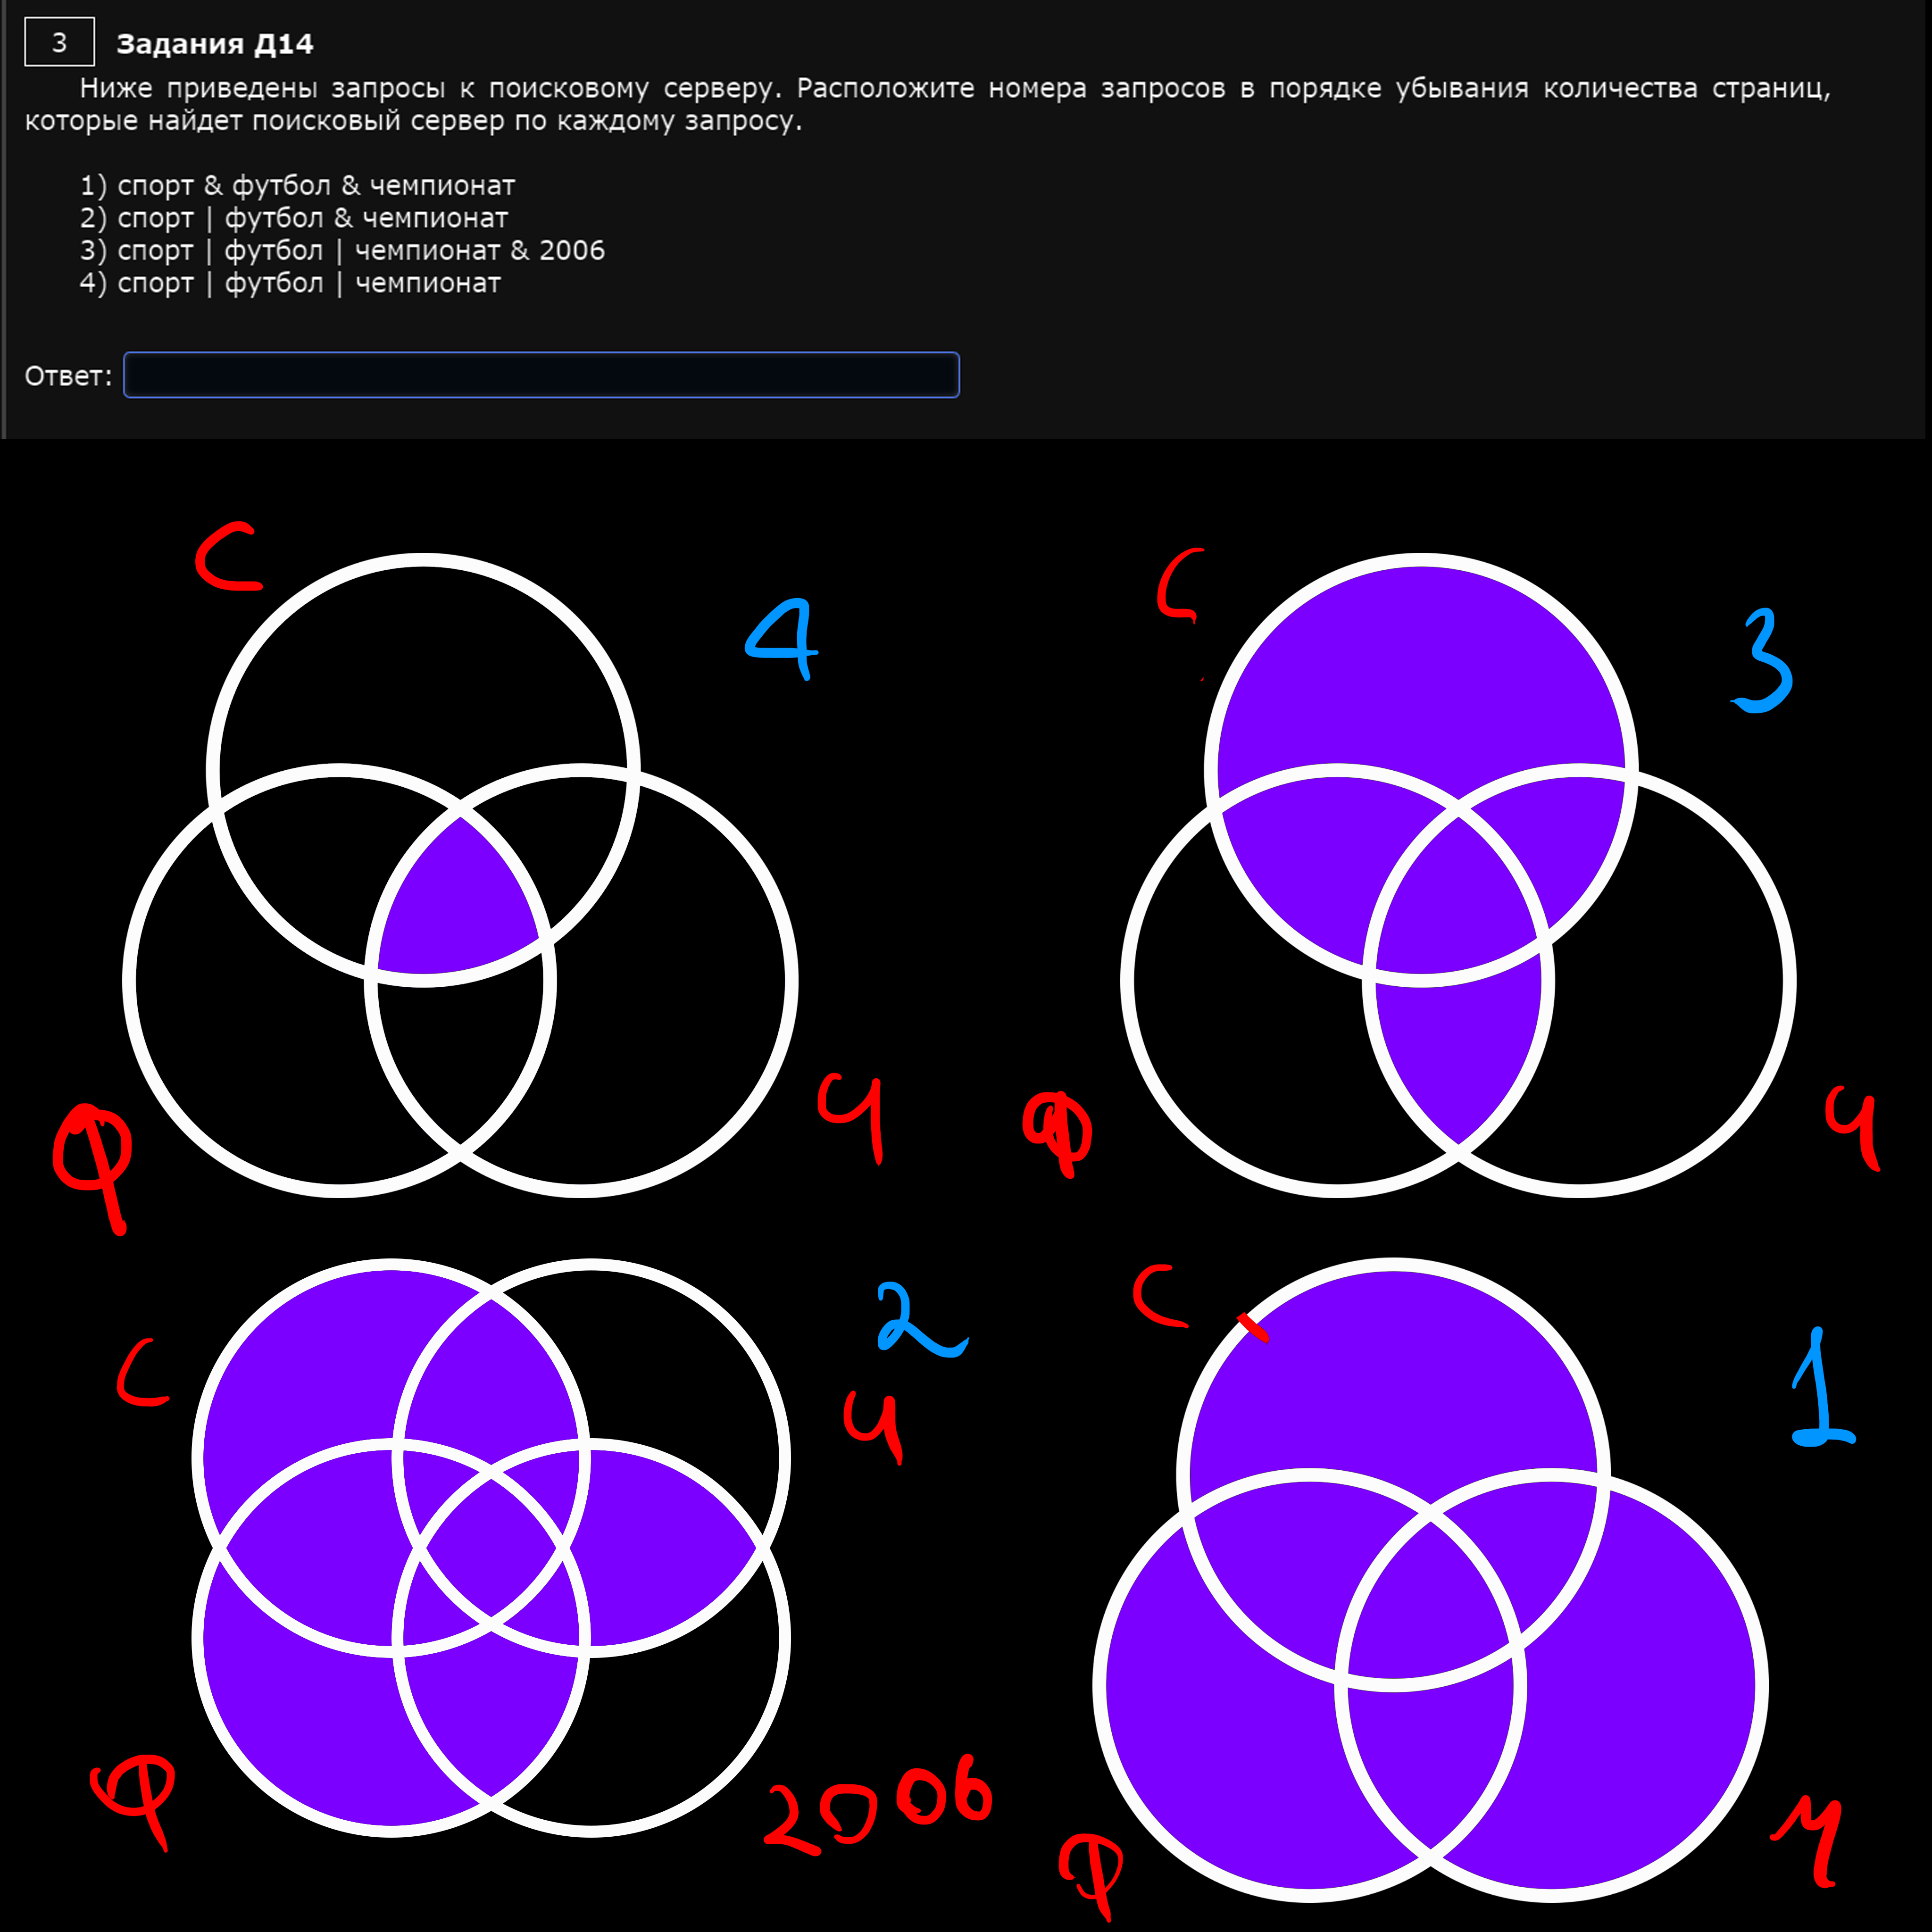 3 Задания Д14
Ниже приведены запросы к поисковому серверу. Расположите номера запросов в порядке убывания количества страниц,
которые найдет поисковый сервер по каждому запросу.
1) спорт & футбол & чемпионат
2) спорт | футбол & чемпионат
3) спорт | футбол | чемпионат & 2006
4) спорт | футбол | чемпионат
Ответ:
С
4
Ф
Ч
С
3
Ф
Ч
С
2
Ч
Ф
2006
С
1
Ф
Ч